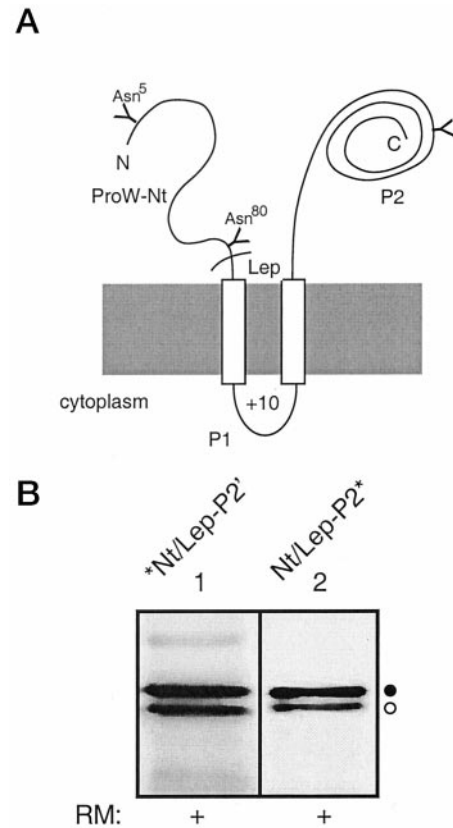 A
Asn⁵
N
C
ProW-Nt
P2
Asn⁸⁰
Lep
cytoplasm
+10
P1
B
*Nt/Lep-P2' Nt/Lep-P2*
1 2
● 
○
RM: + +